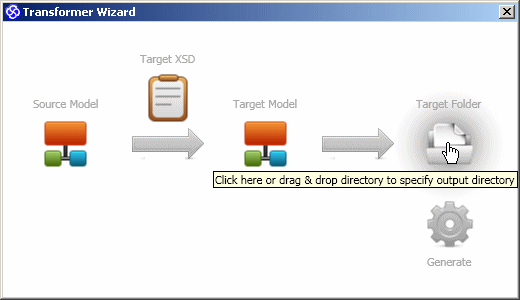 Transformer Wizard
Target XSD
Source Model
Target Model
Target Folder
Click here or drag & drop directory to specify output directory
Generate